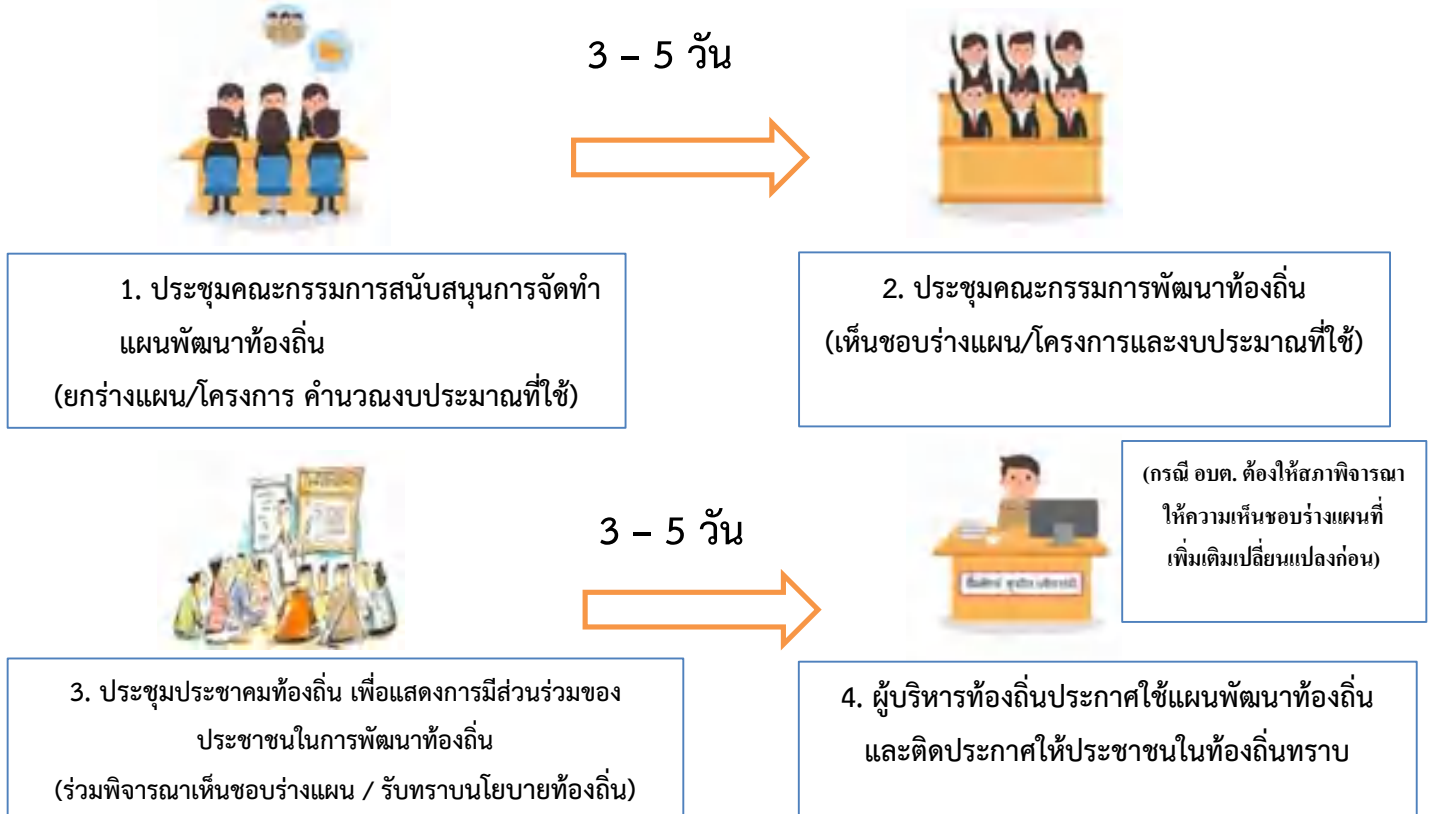 3 – 5 วัน
1. ประชุมคณะกรรมการสนับสนุนการจัดทำ
แผนพัฒนาท้องถิ่น
(ยกร่างแผน/โครงการ คำนวณงบประมาณที่ใช้)
2. ประชุมคณะกรรมการพัฒนาท้องถิ่น
(เห็นชอบร่างแผน/โครงการและงบประมาณที่ใช้)
3 – 5 วัน
(กรณี อบต. ต้องให้สภาพิจารณา
ให้ความเห็นชอบร่างแผนที่
เพิ่มเติมเปลี่ยนแปลงก่อน)
3. ประชุมประชาคมท้องถิ่น เพื่อแสดงการมีส่วนร่วมของ
ประชาชนในการพัฒนาท้องถิ่น
(ร่วมพิจารณาเห็นชอบร่างแผน / รับทราบนโยบายท้องถิ่น)
4. ผู้บริหารท้องถิ่นประกาศใช้แผนพัฒนาท้องถิ่น
และติดประกาศให้ประชาชนในท้องถิ่นทราบ